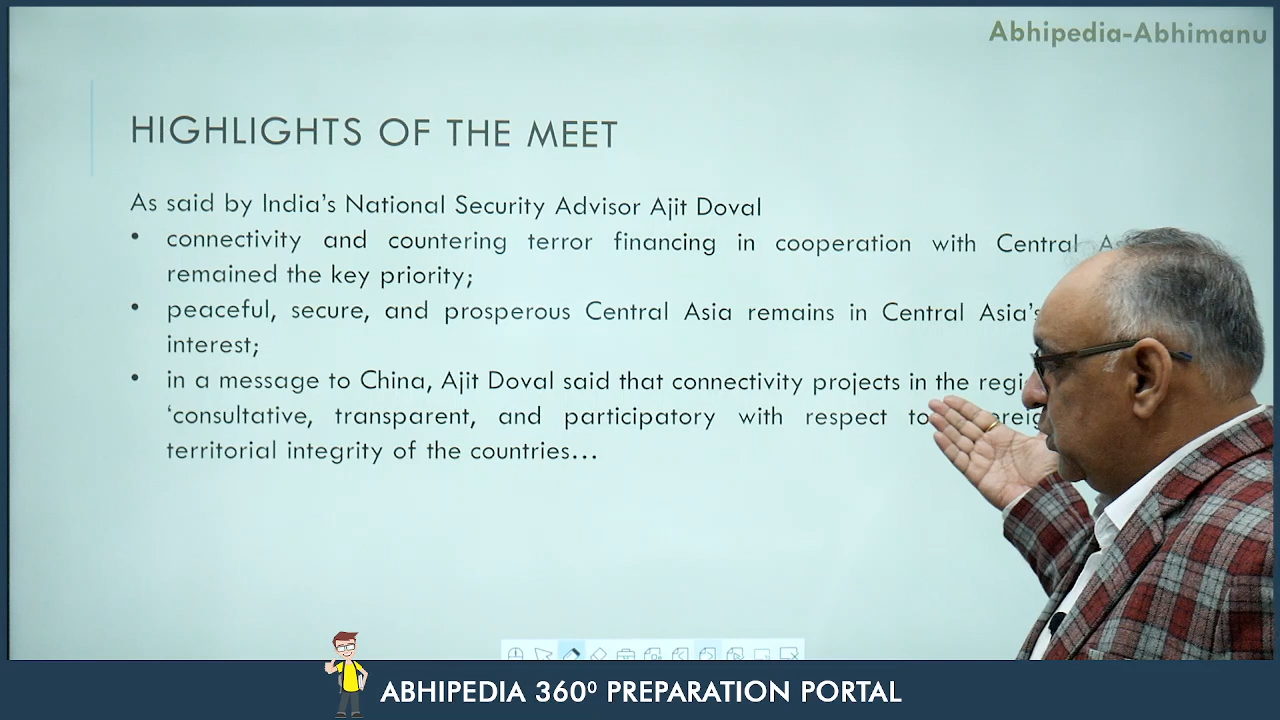 Abhipedia-Abhimanu
HIGHLIGHTS OF THE MEET
As said by India's National Security Advisor Ajit Doval
• connectivity and countering terror financing in cooperation with Central
remained the key priority;
• peaceful, secure, and prosperous Central Asia remains in Central Asia's
interest;
• in a message to China, Ajit Doval said that connectivity projects in the
‘consultative, transparent, and participatory with respect to
territorial integrity of the countries...
ABHIPEDIA 360⁰ PREPARATION PORTAL